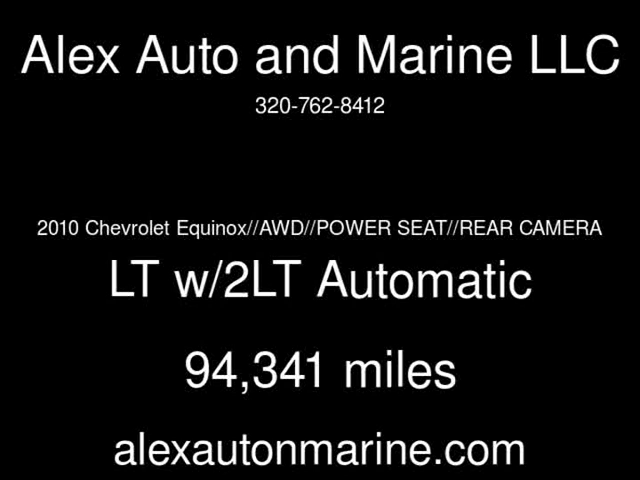 Alex Auto and Marine LLC
320-762-8412
2010 Chevrolet Equinox//AWD//POWER SEAT//REAR CAMERA
LT w/2LT Automatic
94,341 miles
alexautonmarine.com